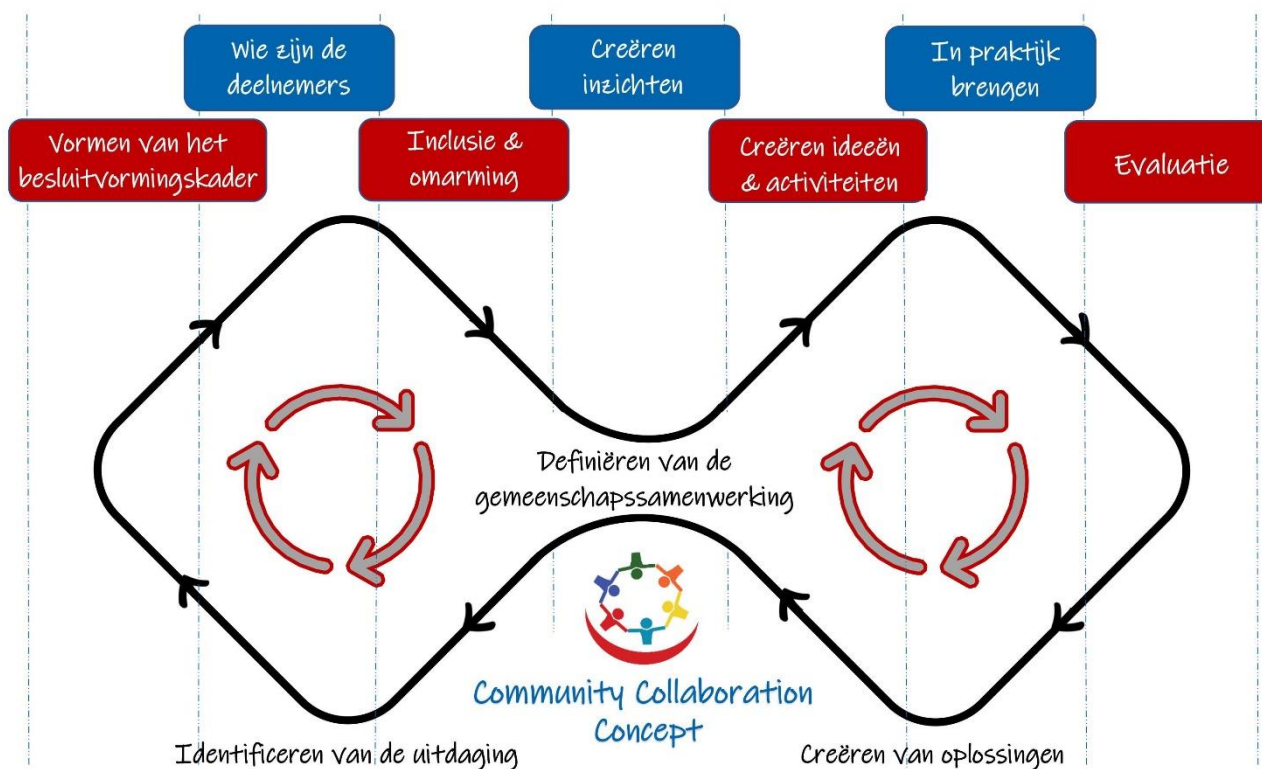 Wie zijn de
deelnemers
Creëren
inzichten
In praktijk
brengen
Vormen van het
besluitvormingskader
Inclusie &
omarming
Creëren ideeën
& activiteiten
Evaluatie
Definiëren van de
gemeenschapssamenwerking
Community Collaboration
Concept
Identificeren van de uitdaging
Creëren van oplossingen